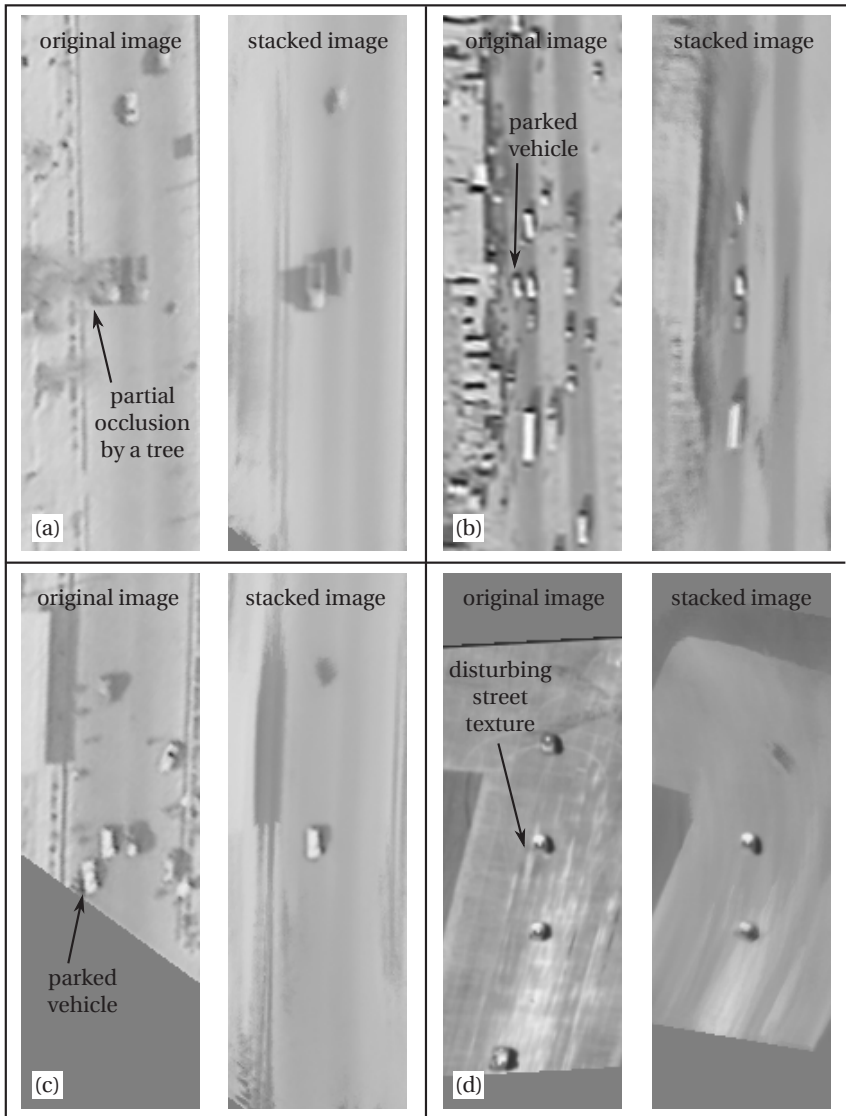 original image
stacked image
partial
occlusion
by a tree
(a)
original image
stacked image
parked
vehicle
(b)
original image
stacked image
parked
vehicle
(c)
original image
stacked image
disturbing
street
texture
(d)